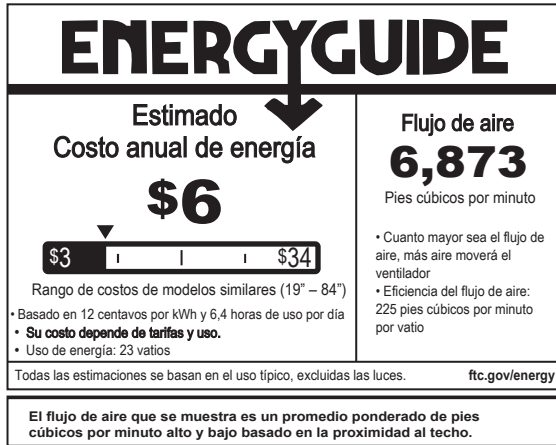 ENERGYGUIDE
Estimado
Costo anual de energía
$6
$3 $34
Rango de costos de modelos similares (19” – 84”)
• Basado en 12 centavos por kWh y 6,4 horas de uso por día
• Su costo depende de tarifas y uso.
• Uso de energía: 23 vatios
Flujo de aire
6,873
Pies cúbicos por minuto
• Cuanto mayor sea el flujo de
aire, más aire moverá el
ventilador
• Eficiencia del flujo de aire:
225 pies cúbicos por minuto
por vatio
Todas las estimaciones se basan en el uso típico, excluidas las luces. ftc.gov/energy
El flujo de aire que se muestra es un promedio ponderado de pies
cúbicos por minuto alto y bajo basado en la proximidad al techo.